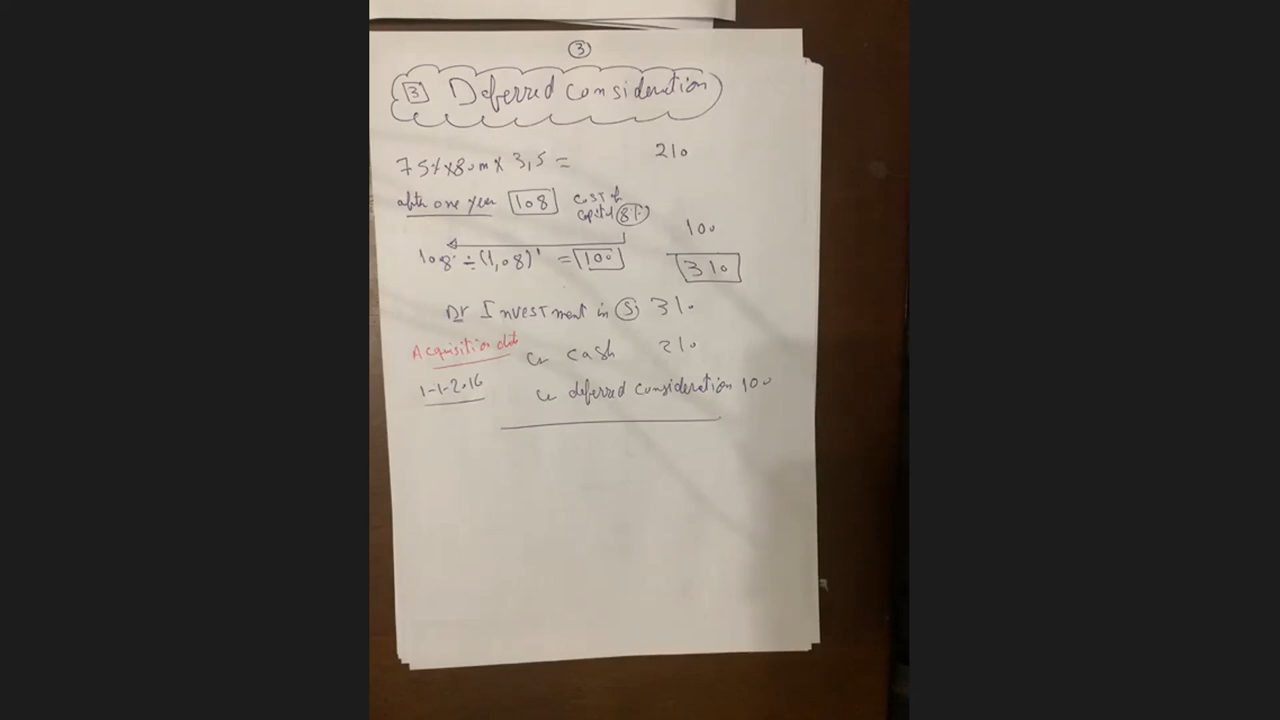 3
3 Deferred consideration
75% x 80m x 3,5 = 210
after one year 108 cost of capital 8%
100
108 ÷ (1,08)¹ = 100 310
Dr Investment in S 310
Acquisition date Cr cash 210
1-1-2016 Cr deferred consideration 100